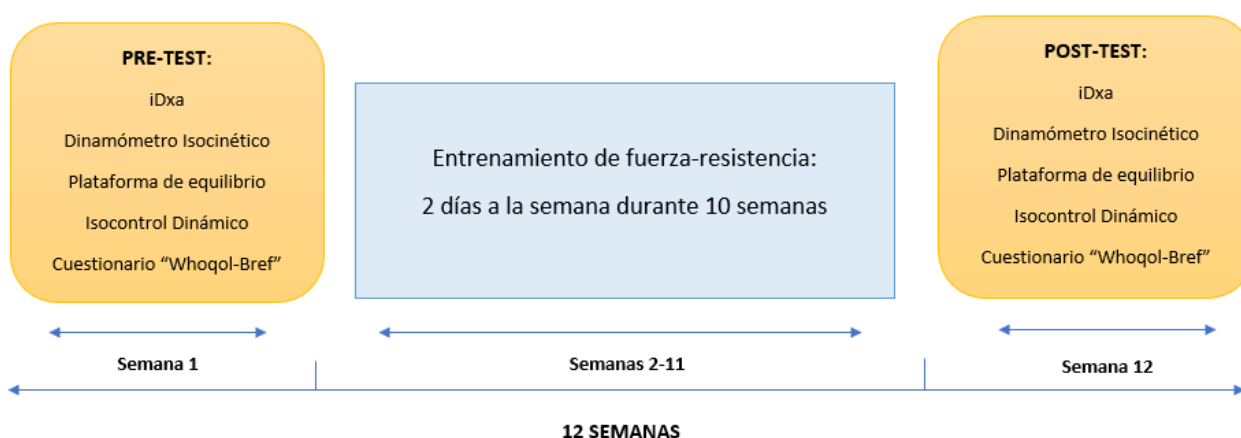 PRE-TEST:
iDxa
Dinamómetro Isocinético
Plataforma de equilibrio
Isocontrol Dinámico
Cuestionario “Whoqol-Bref”
Entrenamiento de fuerza-resistencia:
2 días a la semana durante 10 semanas
POST-TEST:
iDxa
Dinamómetro Isocinético
Plataforma de equilibrio
Isocontrol Dinámico
Cuestionario “Whoqol-Bref”
Semana 1
Semanas 2-11
Semana 12
12 SEMANAS